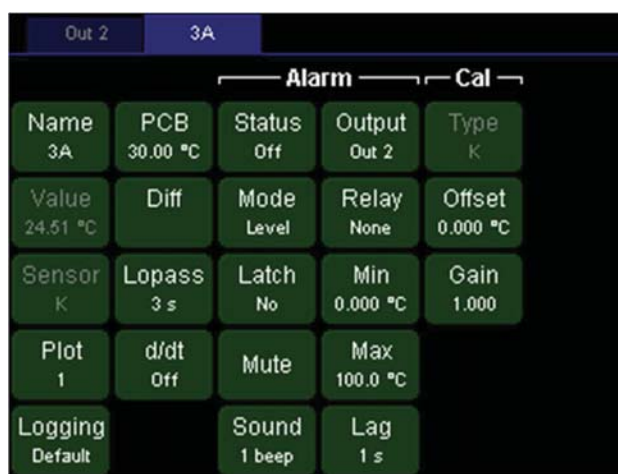 Out 2 3A
Alarm Cal
Name PCB Status Output Type
3A 30.00 °C Off Out 2 K
Value Diff Mode Relay Offset
24.51 °C Level None 0.000 °C
Sensor Lopass Latch Min Gain
K 3 s No 0.000 °C 1.000
Plot d/dt Mute Max
1 Off 100.0 °C
Logging Sound Lag
Default 1 beep 1 s